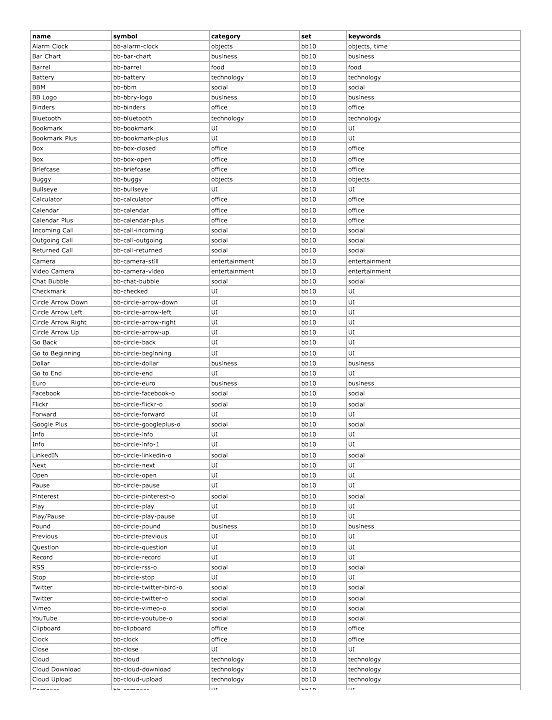 name symbol category set keywords
Alarm Clock bb-alarm-clock objects bb10 objects, time
Bar Chart bb-bar-chart business bb10 business
Barrel bb-barrel food bb10 food
Battery bb-battery technology bb10 technology
BBM bb-bbm social bb10 social
BB Logo bb-bbry-logo business bb10 business
Binders bb-binders office bb10 office
Bluetooth bb-bluetooth technology bb10 technology
Bookmark bb-bookmark UI bb10 UI
Bookmark Plus bb-bookmark-plus UI bb10 UI
Box bb-box-closed office bb10 office
Box bb-box-open office bb10 office
Briefcase bb-briefcase office bb10 office
Buggy bb-buggy objects bb10 objects
Bullseye bb-bullseye UI bb10 UI
Calculator bb-calculator office bb10 office
Calendar bb-calendar office bb10 office
Calendar Plus bb-calendar-plus office bb10 office
Incoming Call bb-call-incoming social bb10 social
Outgoing Call bb-call-outgoing social bb10 social
Returned Call bb-call-returned social bb10 social
Camera bb-camera-still entertainment bb10 entertainment
Video Camera bb-camera-video entertainment bb10 entertainment
Chat Bubble bb-chat-bubble social bb10 social
Checkmark bb-checked UI bb10 UI
Circle Arrow Down bb-circle-arrow-down UI bb10 UI
Circle Arrow Left bb-circle-arrow-left UI bb10 UI
Circle Arrow Right bb-circle-arrow-right UI bb10 UI
Circle Arrow Up bb-circle-arrow-up UI bb10 UI
Go Back bb-circle-back UI bb10 UI
Go to Beginning bb-circle-beginning UI bb10 UI
Dollar bb-circle-dollar business bb10 business
Go to End bb-circle-end UI bb10 UI
Euro bb-circle-euro business bb10 business
Facebook bb-circle-facebook-o social bb10 social
Flickr bb-circle-flickr-o social bb10 social
Forward bb-circle-forward UI bb10 UI
Google Plus bb-circle-googleplus-o social bb10 social
Info bb-circle-info UI bb10 UI
Info bb-circle-info-1 UI bb10 UI
LinkedIN bb-circle-linkedin-o social bb10 social
Next bb-circle-next UI bb10 UI
Open bb-circle-open UI bb10 UI
Pause bb-circle-pause UI bb10 UI
Pinterest bb-circle-pinterest-o social bb10 social
Play bb-circle-play UI bb10 UI
Play/Pause bb-circle-play-pause UI bb10 UI
Pound bb-circle-pound business bb10 business
Previous bb-circle-previous UI bb10 UI
Question bb-circle-question UI bb10 UI
Record bb-circle-record UI bb10 UI
RSS bb-circle-rss-o social bb10 social
Stop bb-circle-stop UI bb10 UI
Twitter bb-circle-twitter-bird-o social bb10 social
Twitter bb-circle-twitter-o social bb10 social
Vimeo bb-circle-vimeo-o social bb10 social
YouTube bb-circle-youtube-o social bb10 social
Clipboard bb-clipboard office bb10 office
Clock bb-clock office bb10 office
Close bb-close UI bb10 UI
Cloud bb-cloud technology bb10 technology
Cloud Download bb-cloud-download technology bb10 technology
Cloud Upload bb-cloud-upload technology bb10 technology